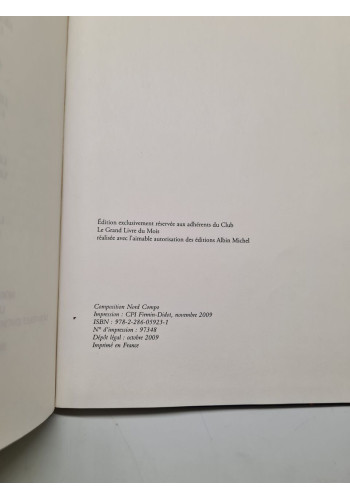 Édition exclusivement réservée aux adhérents du Club
Le Grand Livre du Mois
réalisée avec l'aimable autorisation des éditions Albin Michel
Composition Nord Compo
Impression : CPI Firmin-Didot, novembre 2009
ISBN : 978-2-286-05923-1
N° d'impression : 97348
Dépôt légal : octobre 2009
Imprimé en France